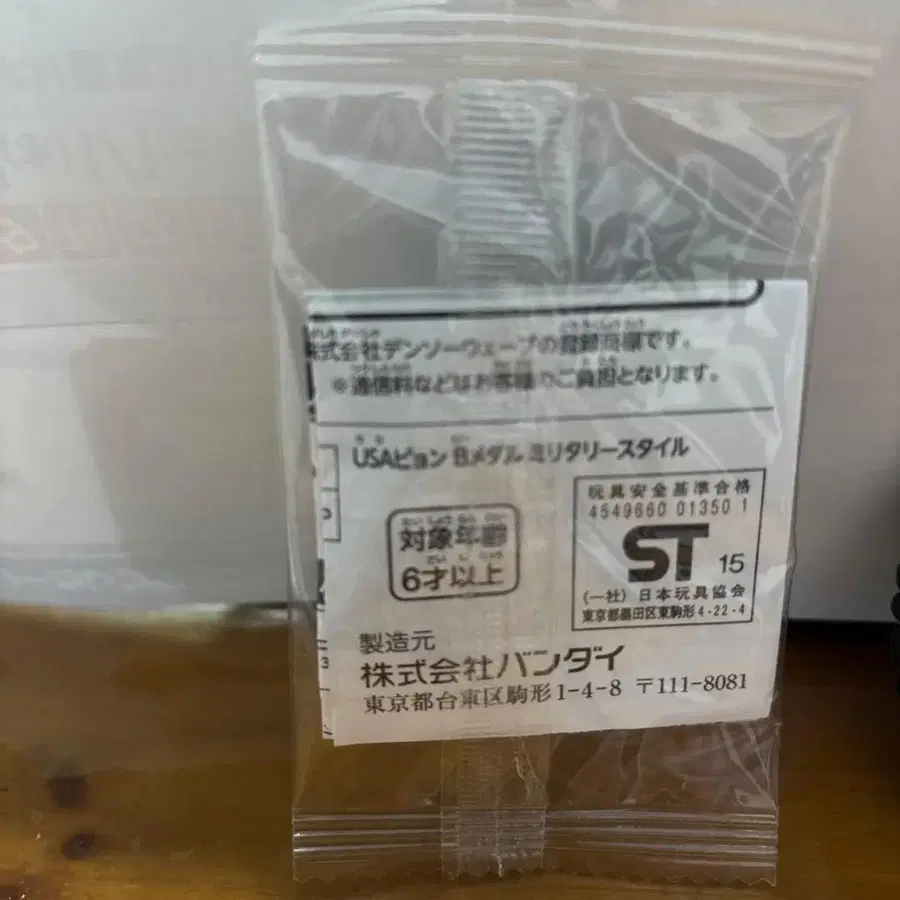 株式会社デンソーウェーブの登録商標です。
※通信料などはお客様のご負担となります。
USAピョン Bメダル ミリタリースタイル
対象年齢
6才以上
玩具安全基準合格
4549660 01350 1
ST 15
(一社) 日本玩具協会
東京都墨田区東駒形4-22-4
製造元
株式会社バンダイ
東京都台東区駒形1-4-8 〒111-8081